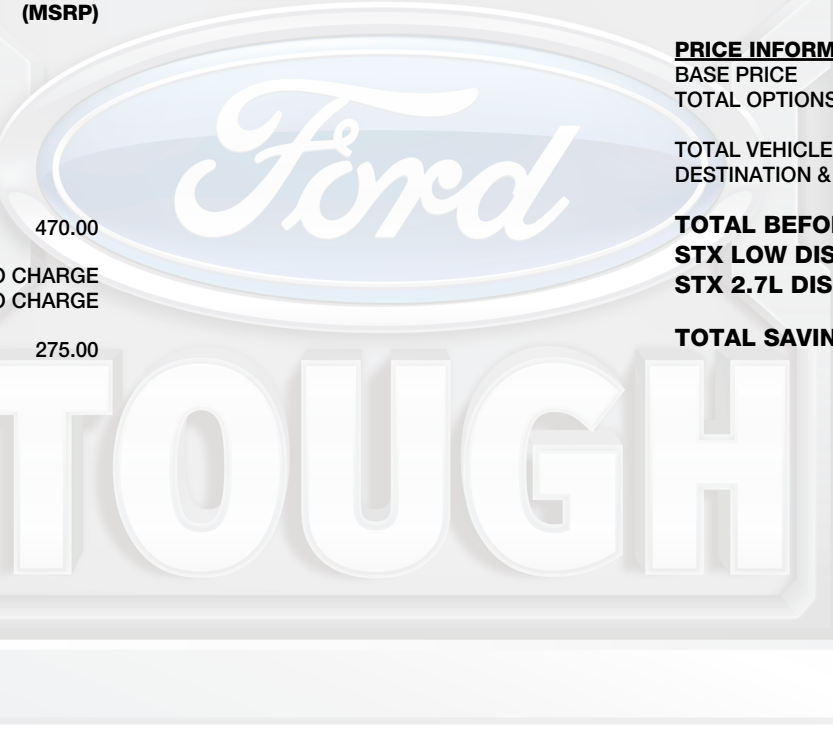 (MSRP)
470.00
O CHARGE
O CHARGE
275.00
PRICE INFORM
BASE PRICE
TOTAL OPTIONS
TOTAL VEHICLE
DESTINATION &
TOTAL BEFO
STX LOW DIS
STX 2.7L DIS
TOTAL SAVIN
Ford
TOUGH